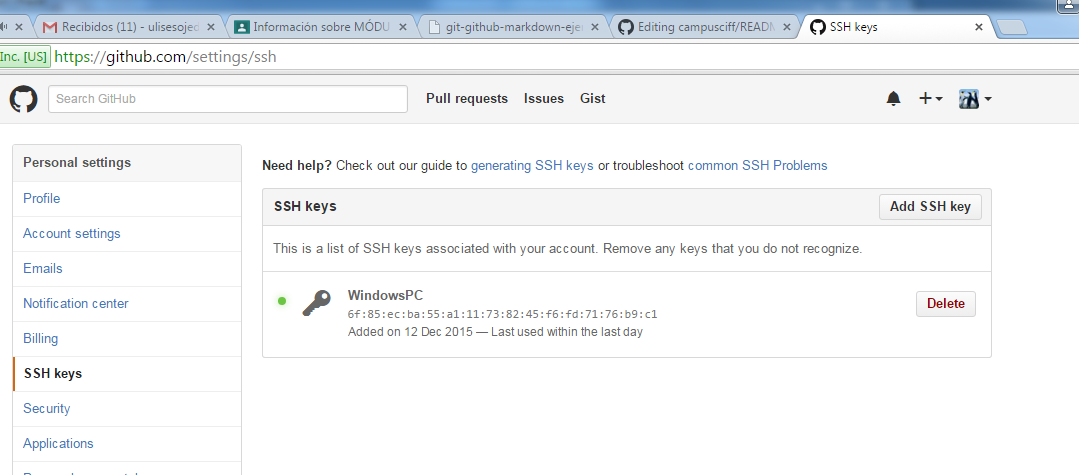 Recibidos (11) - ulisesojed
Información sobre MÓDU
git-github-markdown-ejer
Editing campusciff/READM
SSH keys
Inc. [US] https://github.com/settings/ssh
Search GitHub
Pull requests Issues Gist
Personal settings
Profile
Account settings
Emails
Notification center
Billing
SSH keys
Security
Applications
Need help? Check out our guide to generating SSH keys or troubleshoot common SSH Problems
SSH keys
Add SSH key
This is a list of SSH keys associated with your account. Remove any keys that you do not recognize.
WindowsPC
6f:85:ec:ba:55:a1:11:73:82:45:f6:fd:71:76:b9:c1
Added on 12 Dec 2015 — Last used within the last day
Delete